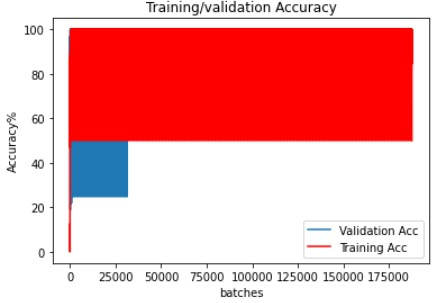 Training/validation Accuracy
100
80
60
40
20
0
Accuracy%
0 25000 50000 75000 100000 125000 150000 175000
batches
Validation Acc
Training Acc